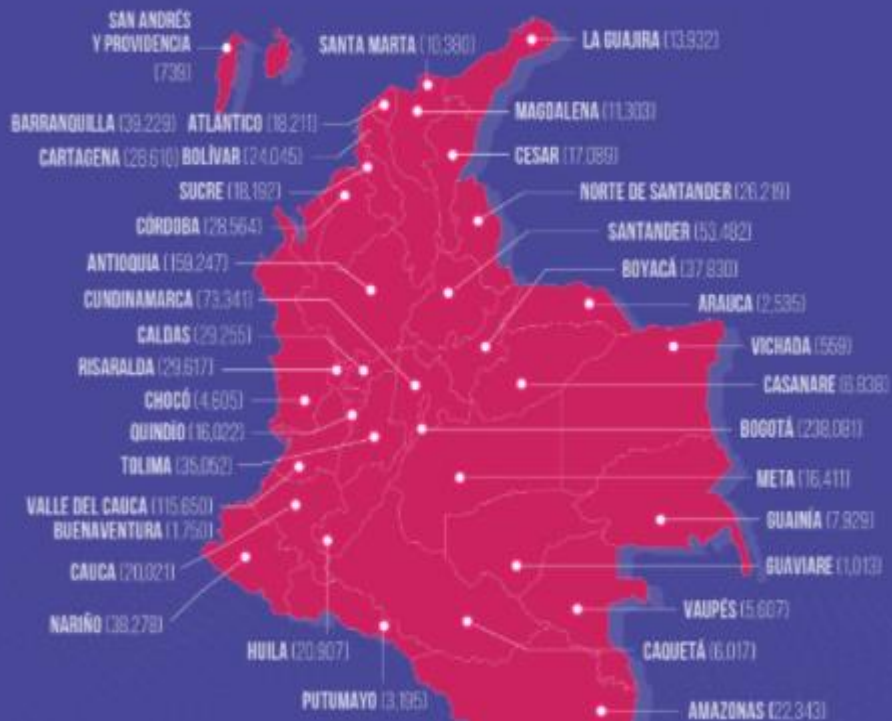 SAN ANDRÉS
Y PROVIDENCIA
(739)
SANTA MARTA (10,380)
LA GUAJIRA (13,932)
BARRANQUILLA (39,229) ATLÁNTICO (18,211)
MAGDALENA (11,303)
CARTAGENA (28,610) BOLÍVAR (24,045)
CESAR (17,089)
SUCRE (18,192)
NORTE DE SANTANDER (26,219)
CÓRDOBA (28,564)
SANTANDER (53,482)
ANTIOQUIA (159,247)
BOYACÁ (37,830)
CUNDINAMARCA (73,341)
ARAUCA (2,535)
CALDAS (29,255)
VICHADA (559)
RISARALDA (29,617)
CASANARE (6,838)
CHOCÓ (4,605)
QUINDÍO (16,022)
BOGOTÁ (238,081)
TOLIMA (35,052)
META (16,411)
VALLE DEL CAUCA (115,650)
BUENAVENTURA (1,750)
GUAINÍA (7,929)
CAUCA (20,021)
GUAVIARE (1,013)
NARIÑO (38,278)
VAUPÉS (5,607)
HUILA (20,907)
CAQUETÁ (6,017)
PUTUMAYO (3,195)
AMAZONAS (22,343)